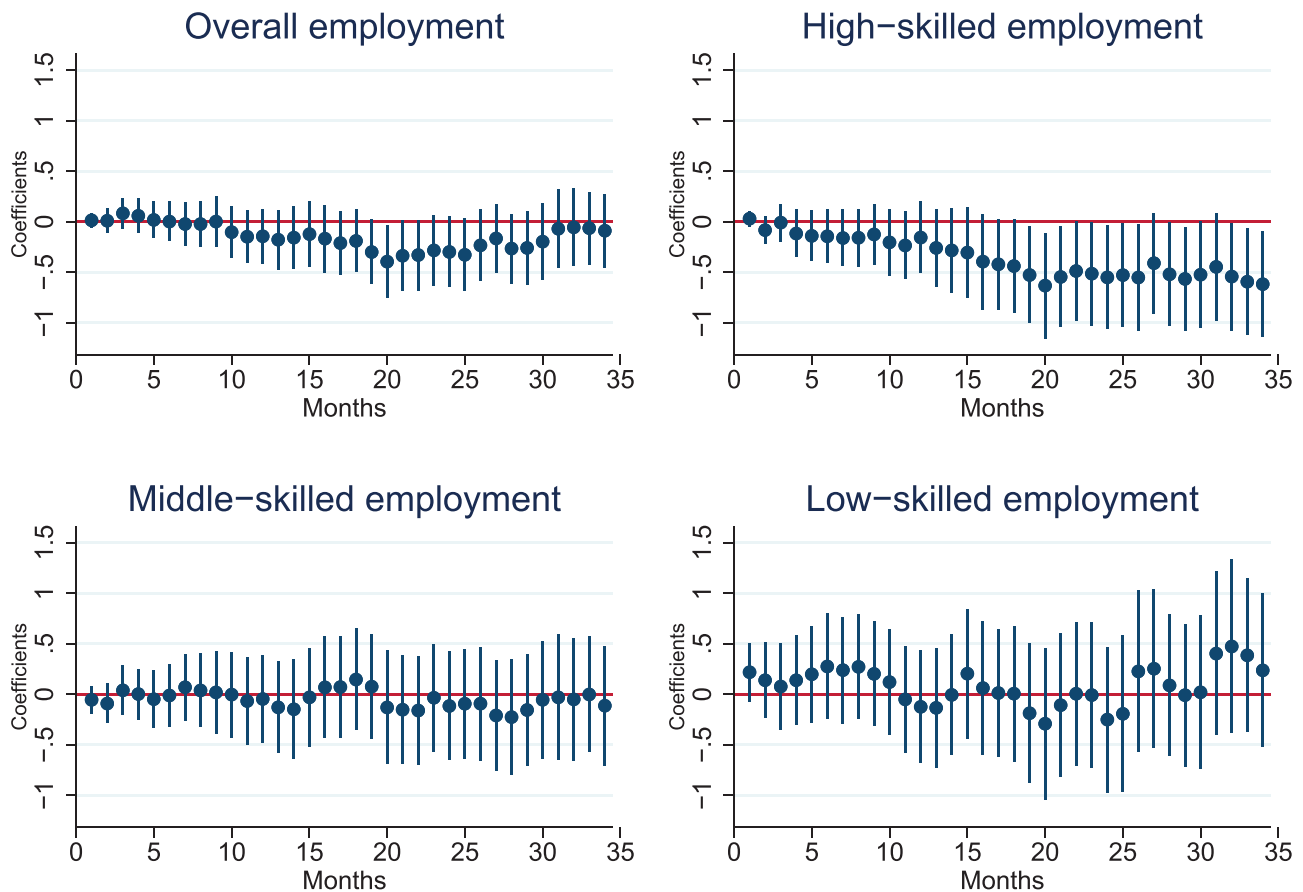 Overall employment
Coefficients
1.5
1
.5
0
−.5
−1
0 5 10 15 20 25 30 35
Months
High−skilled employment
Coefficients
1.5
1
.5
0
−.5
−1
0 5 10 15 20 25 30 35
Months
Middle−skilled employment
Coefficients
1.5
1
.5
0
−.5
−1
0 5 10 15 20 25 30 35
Months
Low−skilled employment
Coefficients
1.5
1
.5
0
−.5
−1
0 5 10 15 20 25 30 35
Months